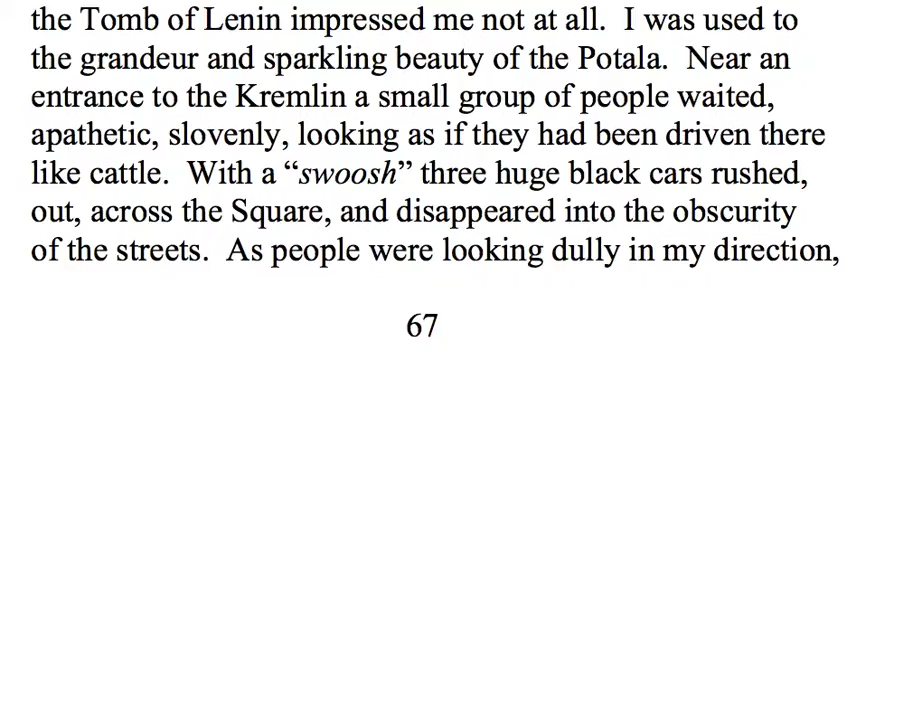 the Tomb of Lenin impressed me not at all.  I was used to
the grandeur and sparkling beauty of the Potala.  Near an
entrance to the Kremlin a small group of people waited,
apathetic, slovenly, looking as if they had been driven there
like cattle.  With a “swoosh” three huge black cars rushed,
out, across the Square, and disappeared into the obscurity
of the streets.  As people were looking dully in my direction,
67